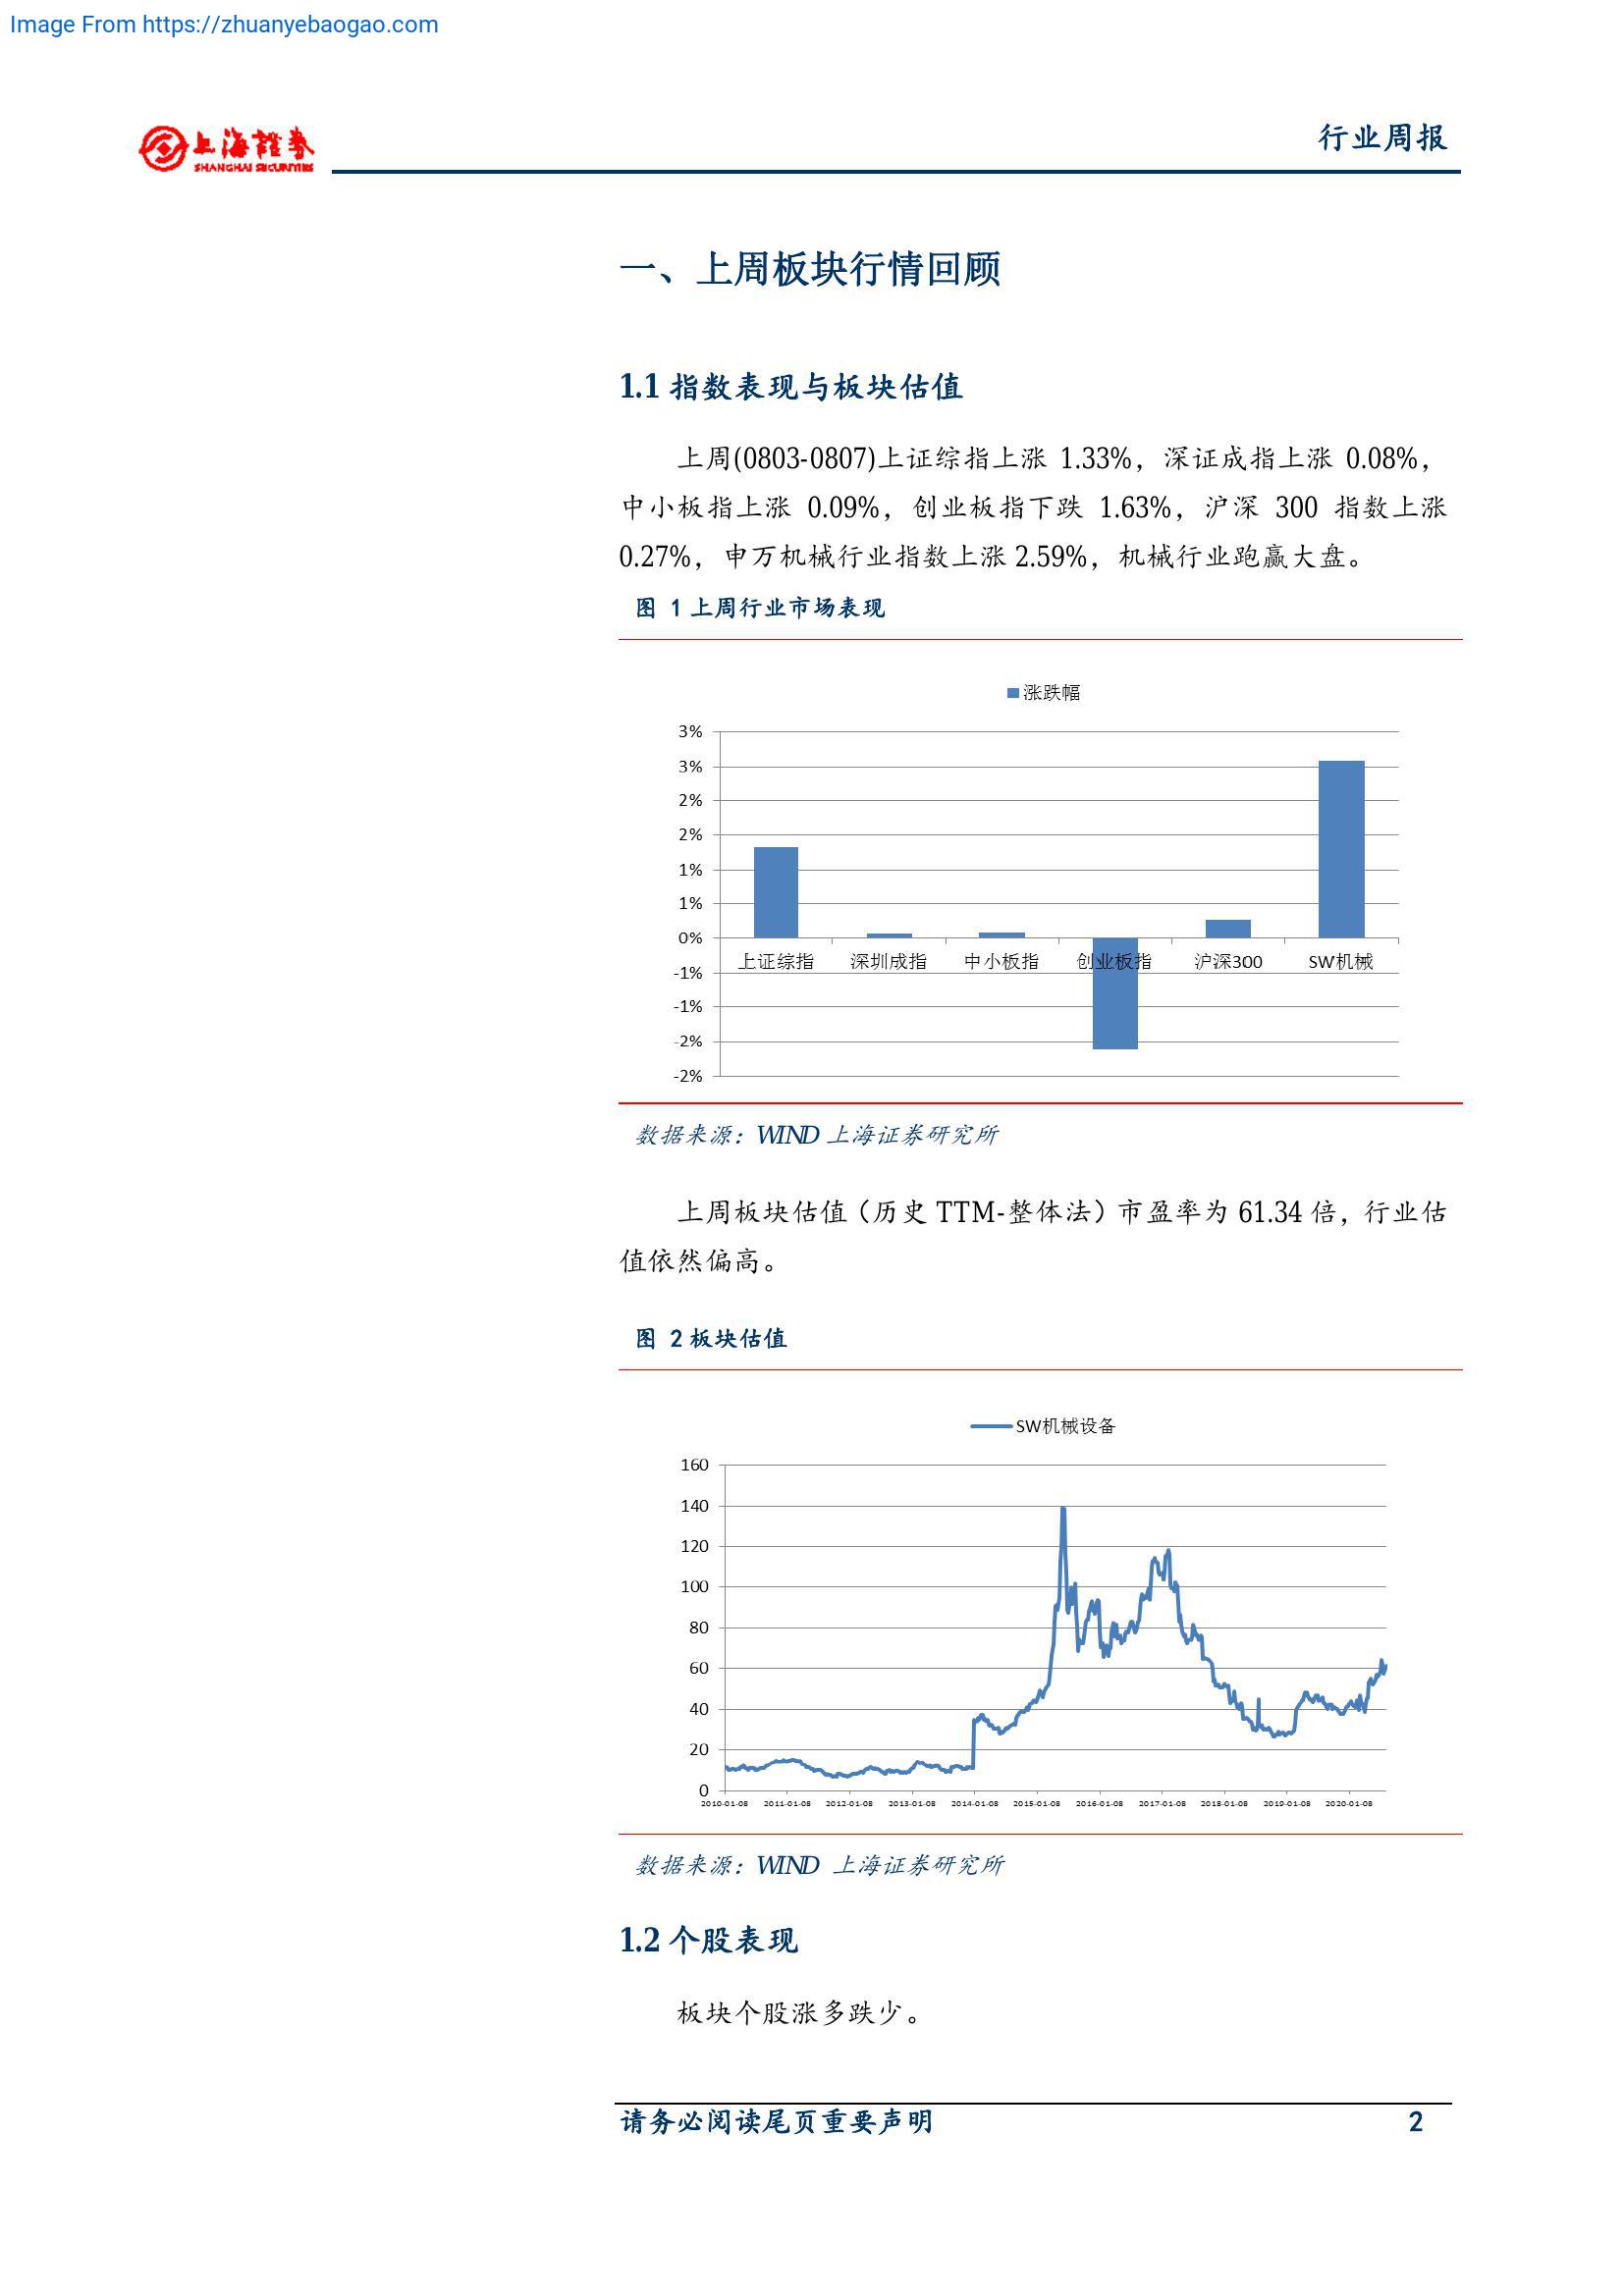 Image From https://zhuanyebaogao.com
上海證券
SHANGHAI SECURITIES
行业周报
一、上周板块行情回顾
1.1 指数表现与板块估值
上周(0803-0807)上证综指上涨 1.33%，深证成指上涨 0.08%，
中小板指上涨 0.09%，创业板指下跌 1.63%，沪深 300 指数上涨
0.27%，申万机械行业指数上涨 2.59%，机械行业跑赢大盘。
图 1 上周行业市场表现
涨跌幅
3%
3%
2%
2%
1%
1%
0%
-1%
-1%
-2%
-2%
上证综指 深圳成指 中小板指 创业板指 沪深300 SW机械
数据来源：WIND 上海证券研究所
上周板块估值（历史 TTM-整体法）市盈率为 61.34 倍，行业估
值依然偏高。
图 2 板块估值
SW机械设备
160
140
120
100
80
60
40
20
0
2010-01-08 2011-01-08 2012-01-08 2013-01-08 2014-01-08 2015-01-08 2016-01-08 2017-01-08 2018-01-08 2019-01-08 2020-01-08
数据来源：WIND 上海证券研究所
1.2 个股表现
板块个股涨多跌少。
请务必阅读尾页重要声明 2